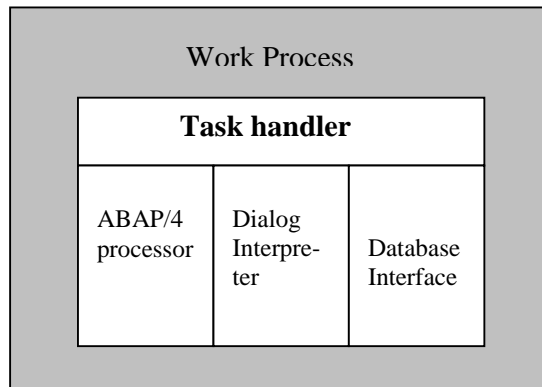 Work Process
Task handler
ABAP/4
processor
Dialog
Interpre-
ter
Database
Interface